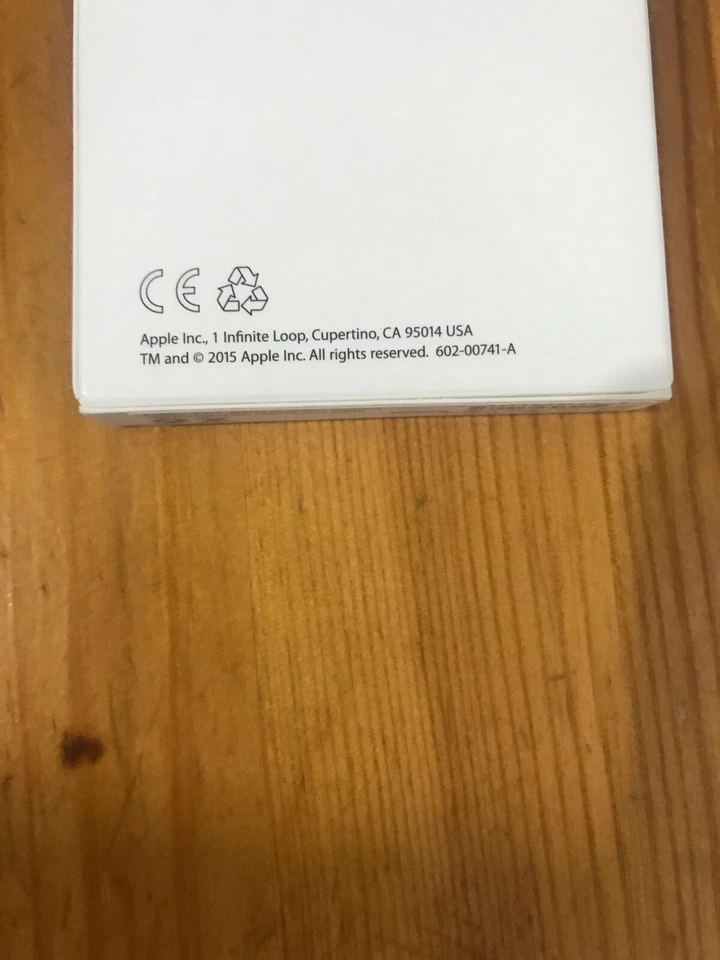 CE
Apple Inc., 1 Infinite Loop, Cupertino, CA 95014 USA
TM and © 2015 Apple Inc. All rights reserved. 602-00741-A